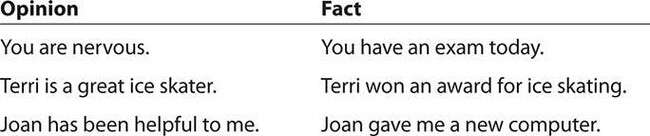 Opinion Fact
You are nervous. You have an exam today.
Terri is a great ice skater. Terri won an award for ice skating.
Joan has been helpful to me. Joan gave me a new computer.